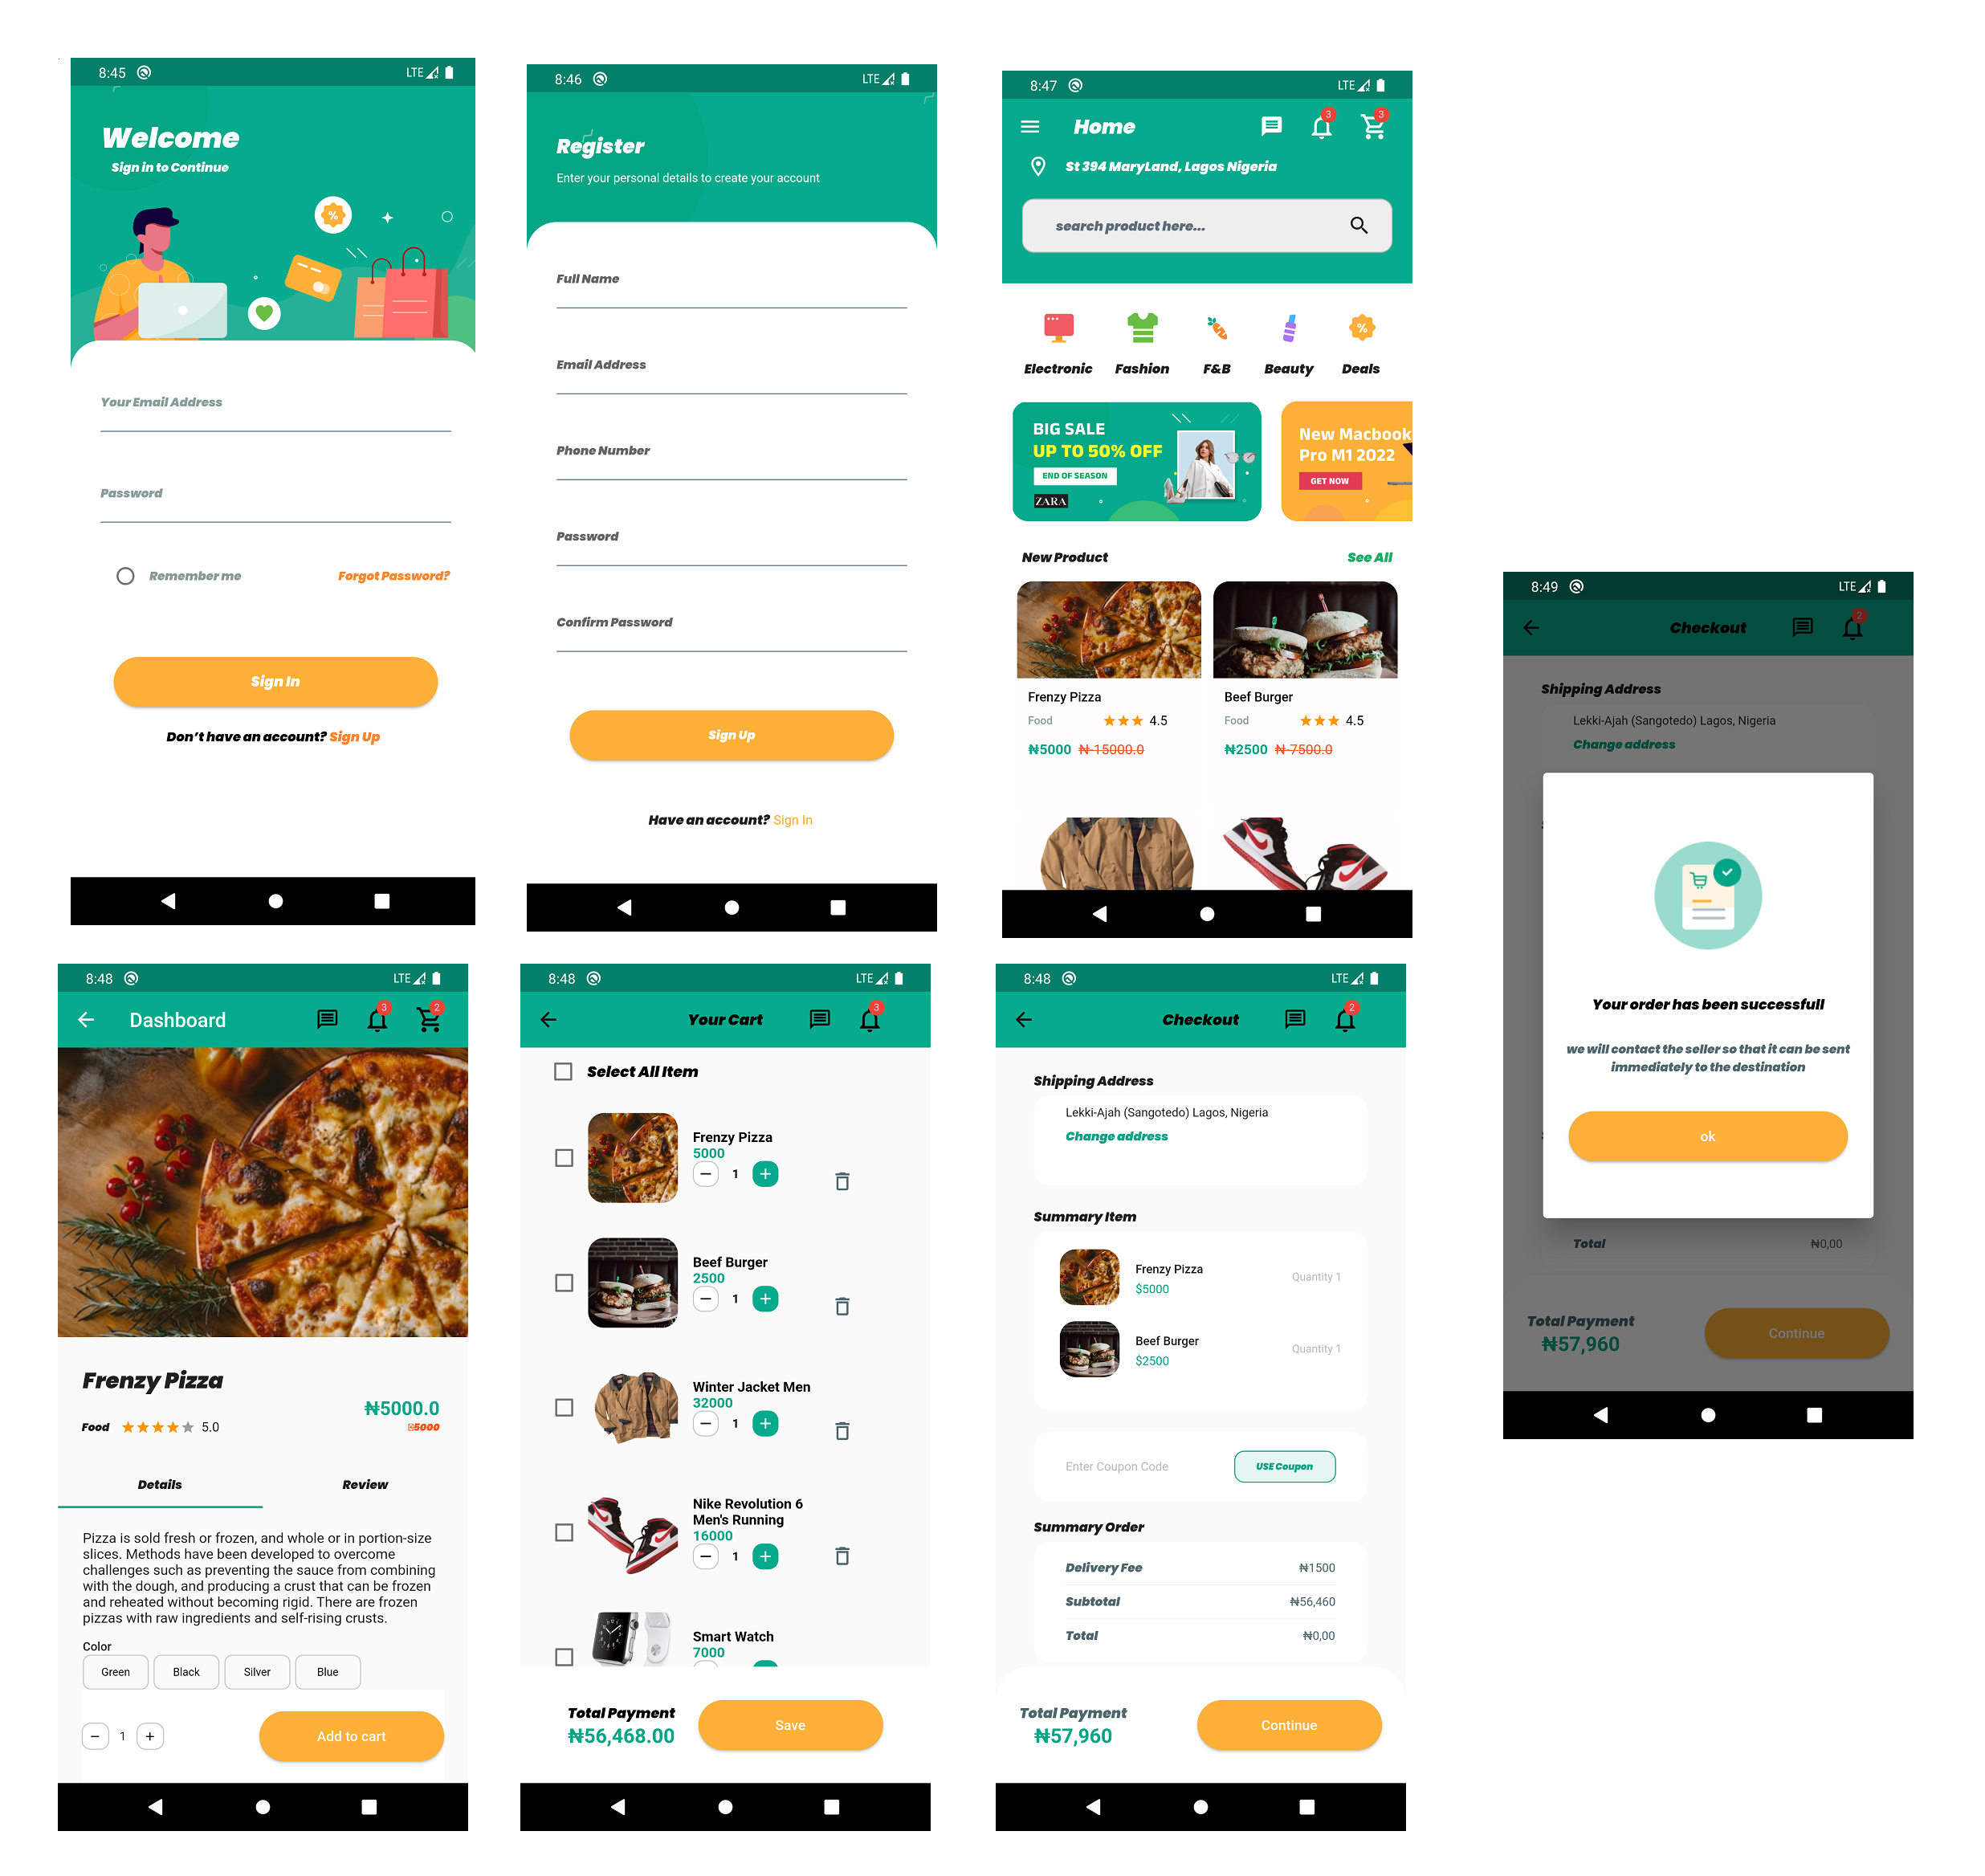 8:45 LTE
Welcome
Sign in to Continue
%
Your Email Address
Password
Remember me Forgot Password?
Sign In
Don't have an account? Sign Up
8:46 LTE
Register
Enter your personal details to create your account
Full Name
Email Address
Phone Number
Password
Confirm Password
Sign Up
Have an account? Sign In
8:47 LTE
Home 3 3
St 394 MaryLand, Lagos Nigeria
search product here...
%
Electronic Fashion F&B Beauty Deals
BIG SALE
UP TO 50% OFF
END OF SEASON
ZARA
New Macbook
Pro M1 2022
GET NOW
New Product See All
Frenzy Pizza
Food 4.5
₦5000 ₦-15000.0
Beef Burger
Food 4.5
₦2500 ₦-7500.0
8:48 LTE
Dashboard 3 2
Frenzy Pizza
₦5000.0
Food 5.0
5000
Details Review
Pizza is sold fresh or frozen, and whole or in portion-size
slices. Methods have been developed to overcome
challenges such as preventing the sauce from combining
with the dough, and producing a crust that can be frozen
and reheated without becoming rigid. There are frozen
pizzas with raw ingredients and self-rising crusts.
Color
Green Black Silver Blue
− 1 + Add to cart
8:48 LTE
Your Cart 3
Select All Item
Frenzy Pizza
5000
− 1 +
Beef Burger
2500
− 1 +
Winter Jacket Men
32000
− 1 +
Nike Revolution 6
Men's Running
16000
− 1 +
Smart Watch
7000
Total Payment
₦56,468.00
Save
8:48 LTE
Checkout 2
Shipping Address
Lekki-Ajah (Sangotedo) Lagos, Nigeria
Change address
Summary Item
Frenzy Pizza
$5000
Quantity 1
Beef Burger
$2500
Quantity 1
Enter Coupon Code USE Coupon
Summary Order
Delivery Fee ₦1500
Subtotal ₦56,460
Total ₦0,00
Total Payment
₦57,960
Continue
8:49 LTE
Checkout 2
Shipping Address
Lekki-Ajah (Sangotedo) Lagos, Nigeria
Change address
Your order has been successfull
we will contact the seller so that it can be sent
immediately to the destination
ok
Total ₦0,00
Total Payment
₦57,960
Continue